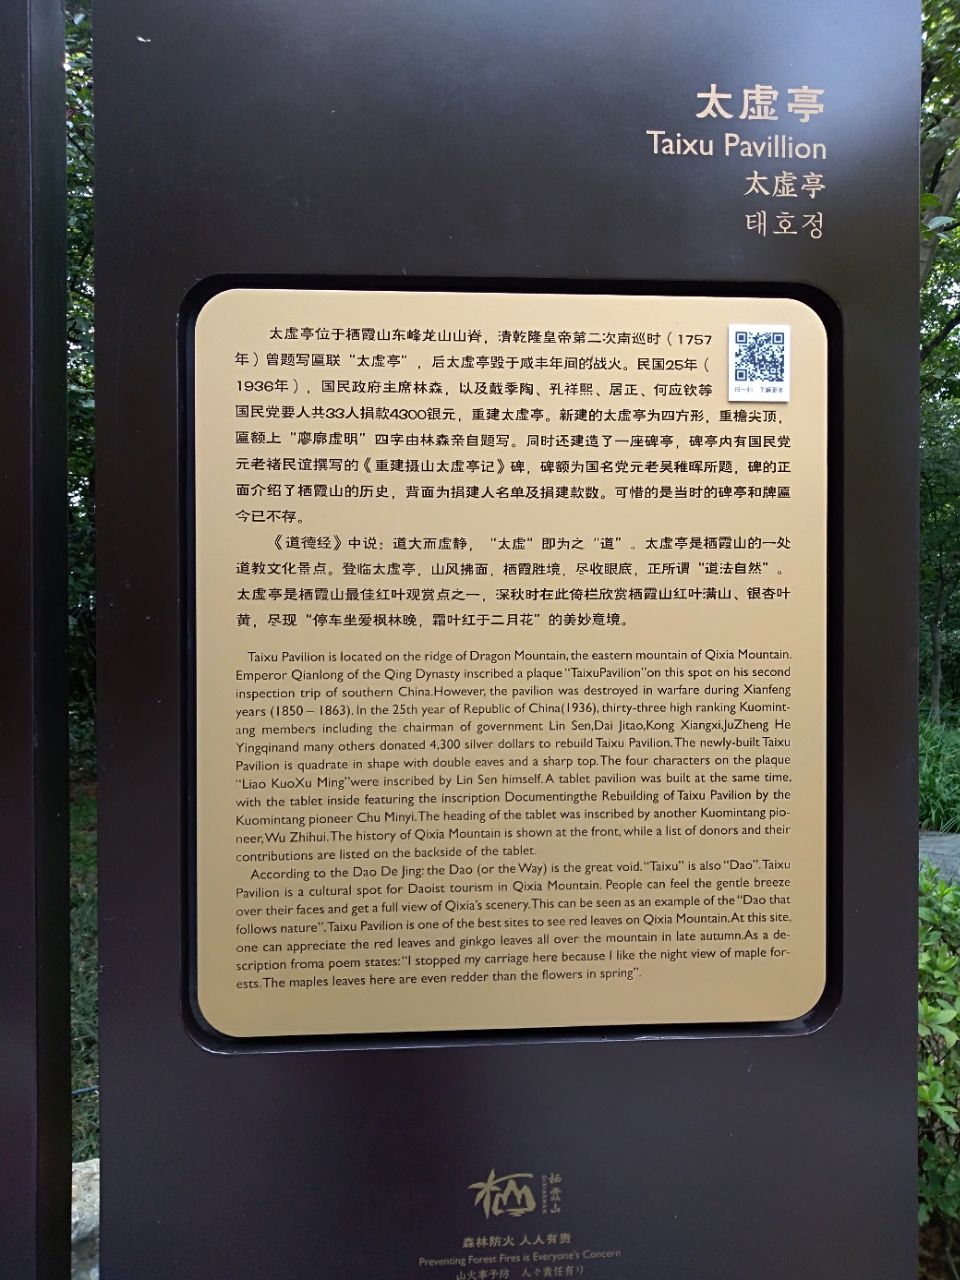 太虚亭
Taixu Pavillion
太虚亭
태호정
太虚亭位于栖霞山东峰龙山山脊，清乾隆皇帝第二次南巡时（1757
年）曾题写匾联“太虚亭”，后太虚亭毁于咸丰年间的战火。民国25年（
1936年），国民政府主席林森，以及戴季陶、孔祥熙、居正、何应钦等
国民党要人共33人捐款4300银元，重建太虚亭。新建的太虚亭为四方形，重檐尖顶，
匾额上“廖廓虚明”四字由林森亲自题写。同时还建造了一座碑亭，碑亭内有国民党
元老褚民谊撰写的《重建摄山太虚亭记》碑，碑额为国名党元老吴稚晖所题，碑的正
面介绍了栖霞山的历史，背面为捐建人名单及捐建款数。可惜的是当时的碑亭和牌匾
今已不存。
《道德经》中说：道大而虚静，“太虚”即为之“道”。太虚亭是栖霞山的一处
道教文化景点。登临太虚亭，山风拂面，栖霞胜境，尽收眼底，正所谓“道法自然”。
太虚亭是栖霞山最佳红叶观赏点之一，深秋时在此倚栏欣赏栖霞山红叶满山、银杏叶
黄，尽现“停车坐爱枫林晚，霜叶红于二月花”的美妙意境。
Taixu Pavilion is located on the ridge of Dragon Mountain, the eastern mountain of Qixia Mountain.
Emperor Qianlong of the Qing Dynasty inscribed a plaque “TaixuPavilion”on this spot on his second
inspection trip of southern China.However, the pavilion was destroyed in warfare during Xianfeng
years (1850 – 1863). In the 25th year of Republic of China(1936), thirty-three high ranking Kuomint-
ang members including the chairman of government Lin Sen,Dai Jitao,Kong Xiangxi,JuZheng He
Yingqinand many others donated 4,300 silver dollars to rebuild Taixu Pavilion.The newly-built Taixu
Pavilion is quadrate in shape with double eaves and a sharp top.The four characters on the plaque
“Liao KuoXu Ming”were inscribed by Lin Sen himself. A tablet pavilion was built at the same time,
with the tablet inside featuring the inscription Documentingthe Rebuilding of Taixu Pavilion by the
Kuomintang pioneer Chu Minyi.The heading of the tablet was inscribed by another Kuomintang pio-
neer,Wu Zhihui.The history of Qixia Mountain is shown at the front, while a list of donors and their
contributions are listed on the backside of the tablet.
According to the Dao De Jing: the Dao (or the Way) is the great void. “Taixu” is also “Dao”. Taixu
Pavilion is a cultural spot for Daoist tourism in Qixia Mountain. People can feel the gentle breeze
over their faces and get a full view of Qixia’s scenery.This can be seen as an example of the “Dao that
follows nature”. Taixu Pavilion is one of the best sites to see red leaves on Qixia Mountain.At this site,
one can appreciate the red leaves and ginkgo leaves all over the mountain in late autumn.As a de-
scription froma poem states: “I stopped my carriage here because I like the night view of maple for-
ests. The maples leaves here are even redder than the flowers in spring”.
栖
栖霞山
森林防火 人人有责
Preventing Forest Fires is Everyone's Concern
山火事予防 人々責任有り